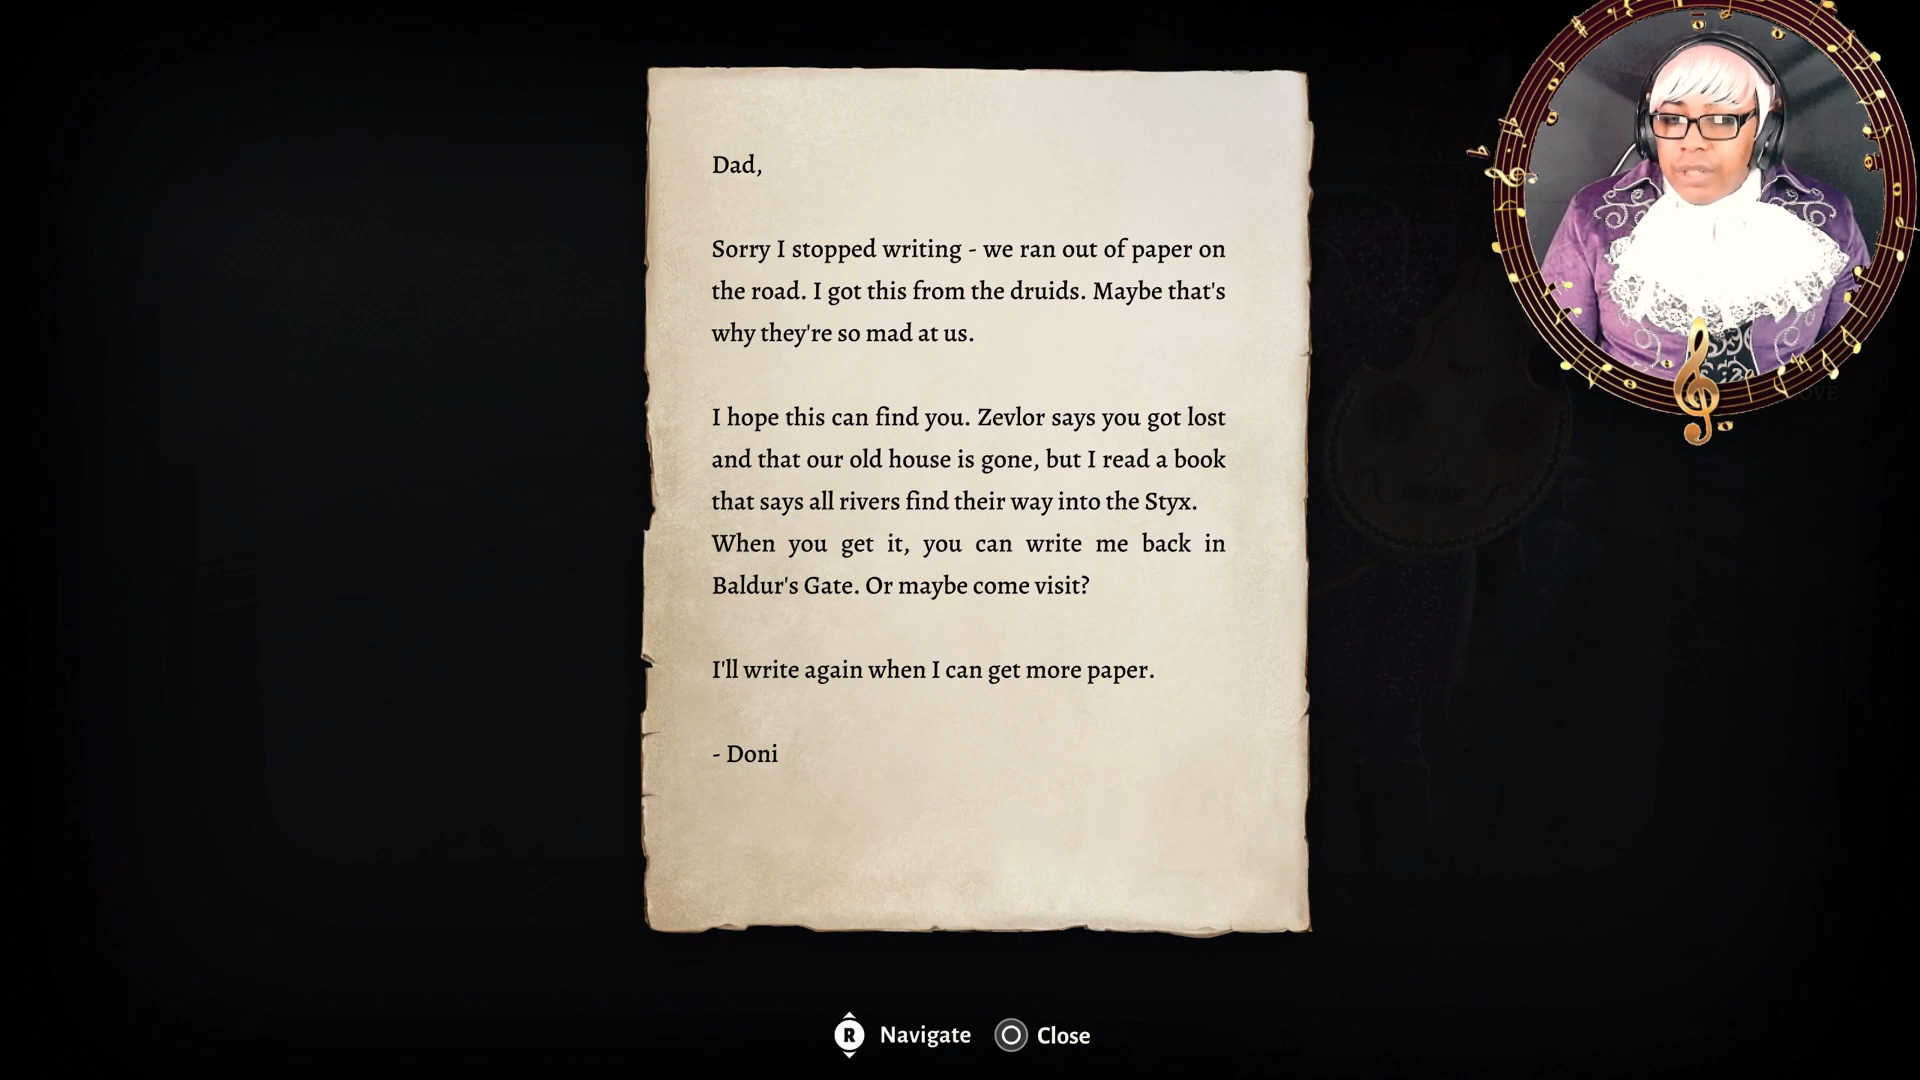 Dad,
Sorry I stopped writing - we ran out of paper on
the road. I got this from the druids. Maybe that's
why they're so mad at us.
I hope this can find you. Zevlor says you got lost
and that our old house is gone, but I read a book
that says all rivers find their way into the Styx.
When you get it, you can write me back in
Baldur's Gate. Or maybe come visit?
I'll write again when I can get more paper.
- Doni
R Navigate Close